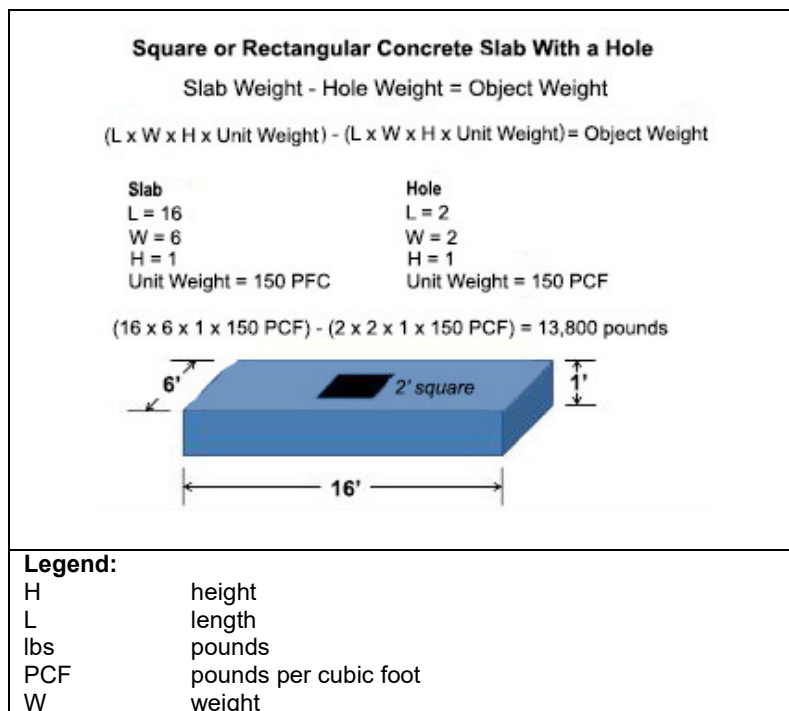 Square or Rectangular Concrete Slab With a Hole
Slab Weight - Hole Weight = Object Weight
(L x W x H x Unit Weight) - (L x W x H x Unit Weight) = Object Weight
Slab
L = 16
W = 6
H = 1
Unit Weight = 150 PFC
Hole
L = 2
W = 2
H = 1
Unit Weight = 150 PCF
(16 x 6 x 1 x 150 PCF) - (2 x 2 x 1 x 150 PCF) = 13,800 pounds
6'
2' square
1'
16'
Legend:
H height
L length
lbs pounds
PCF pounds per cubic foot
W weight